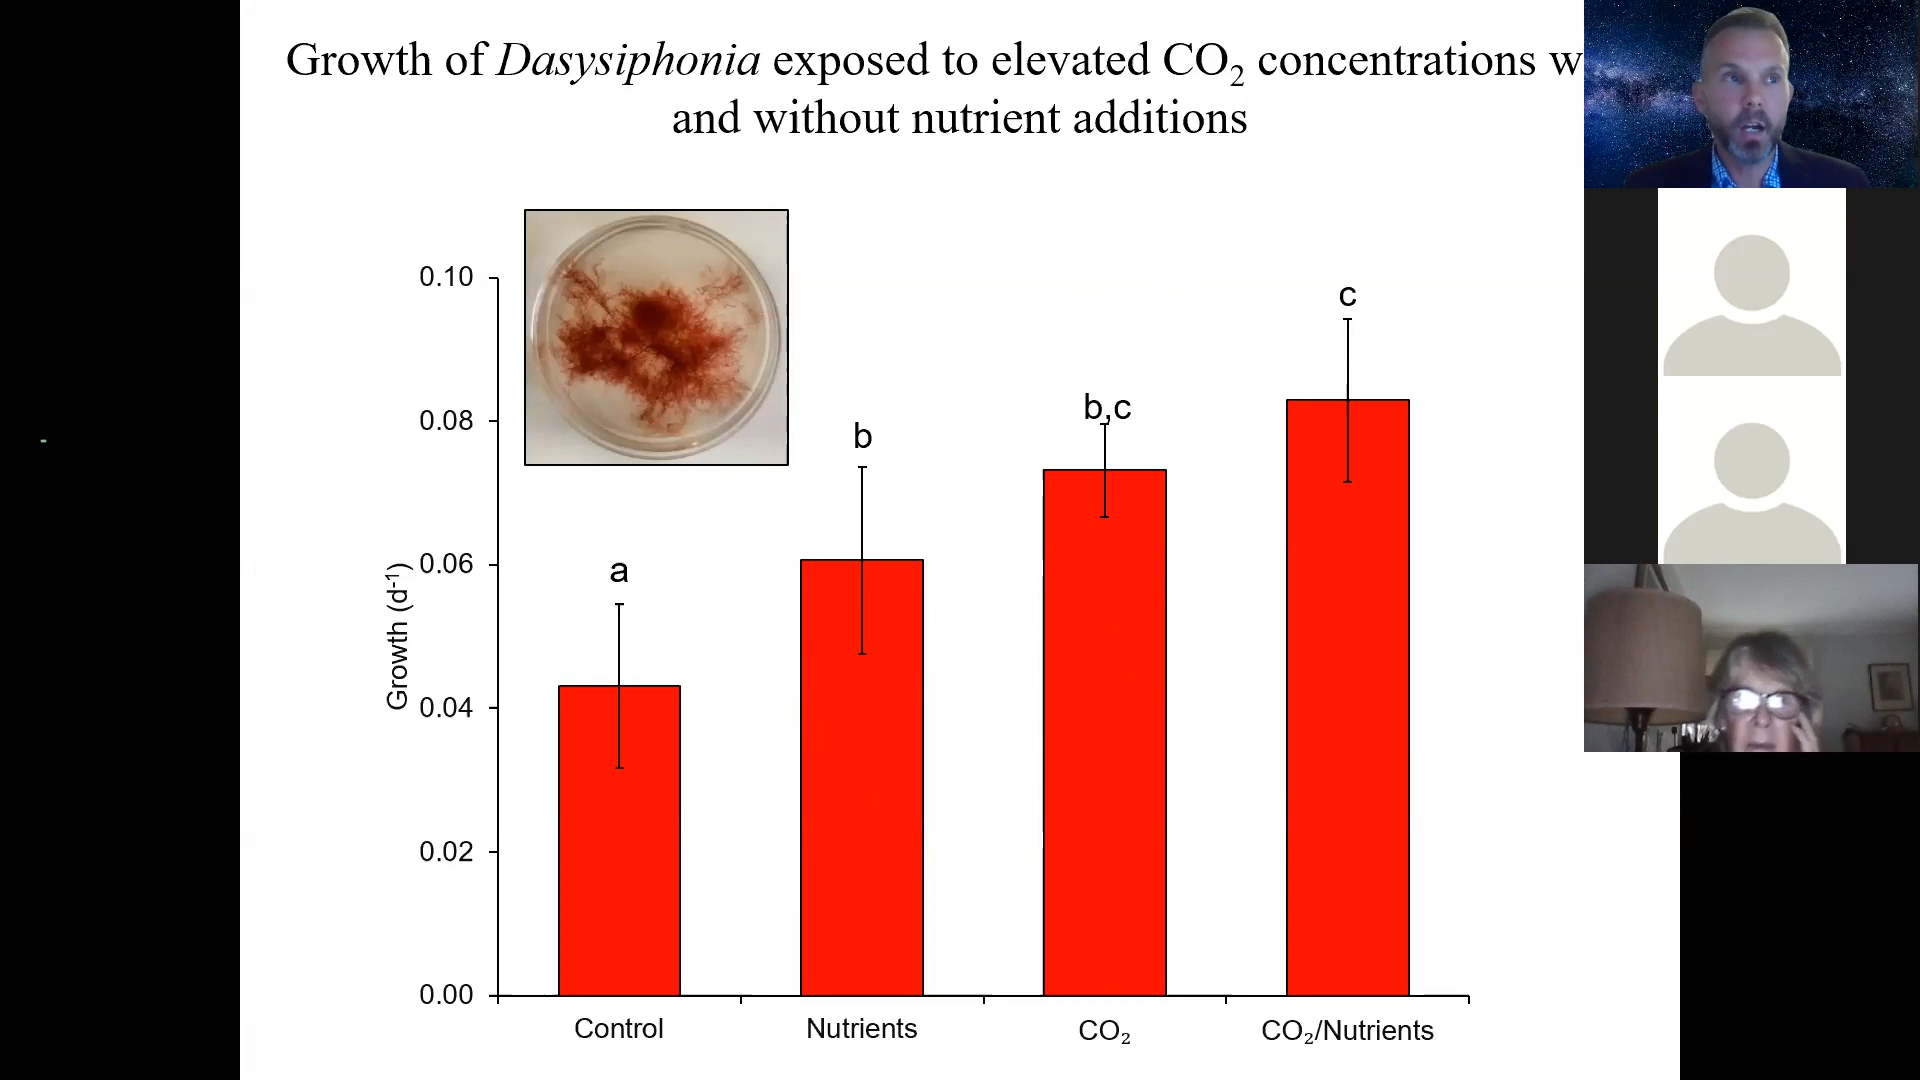 Growth of Dasysiphonia exposed to elevated CO₂ concentrations w
and without nutrient additions
0.10
0.08
0.06
0.04
0.02
0.00
Growth (d⁻¹)
a
b
b,c
c
Control
Nutrients
CO₂
CO₂/Nutrients